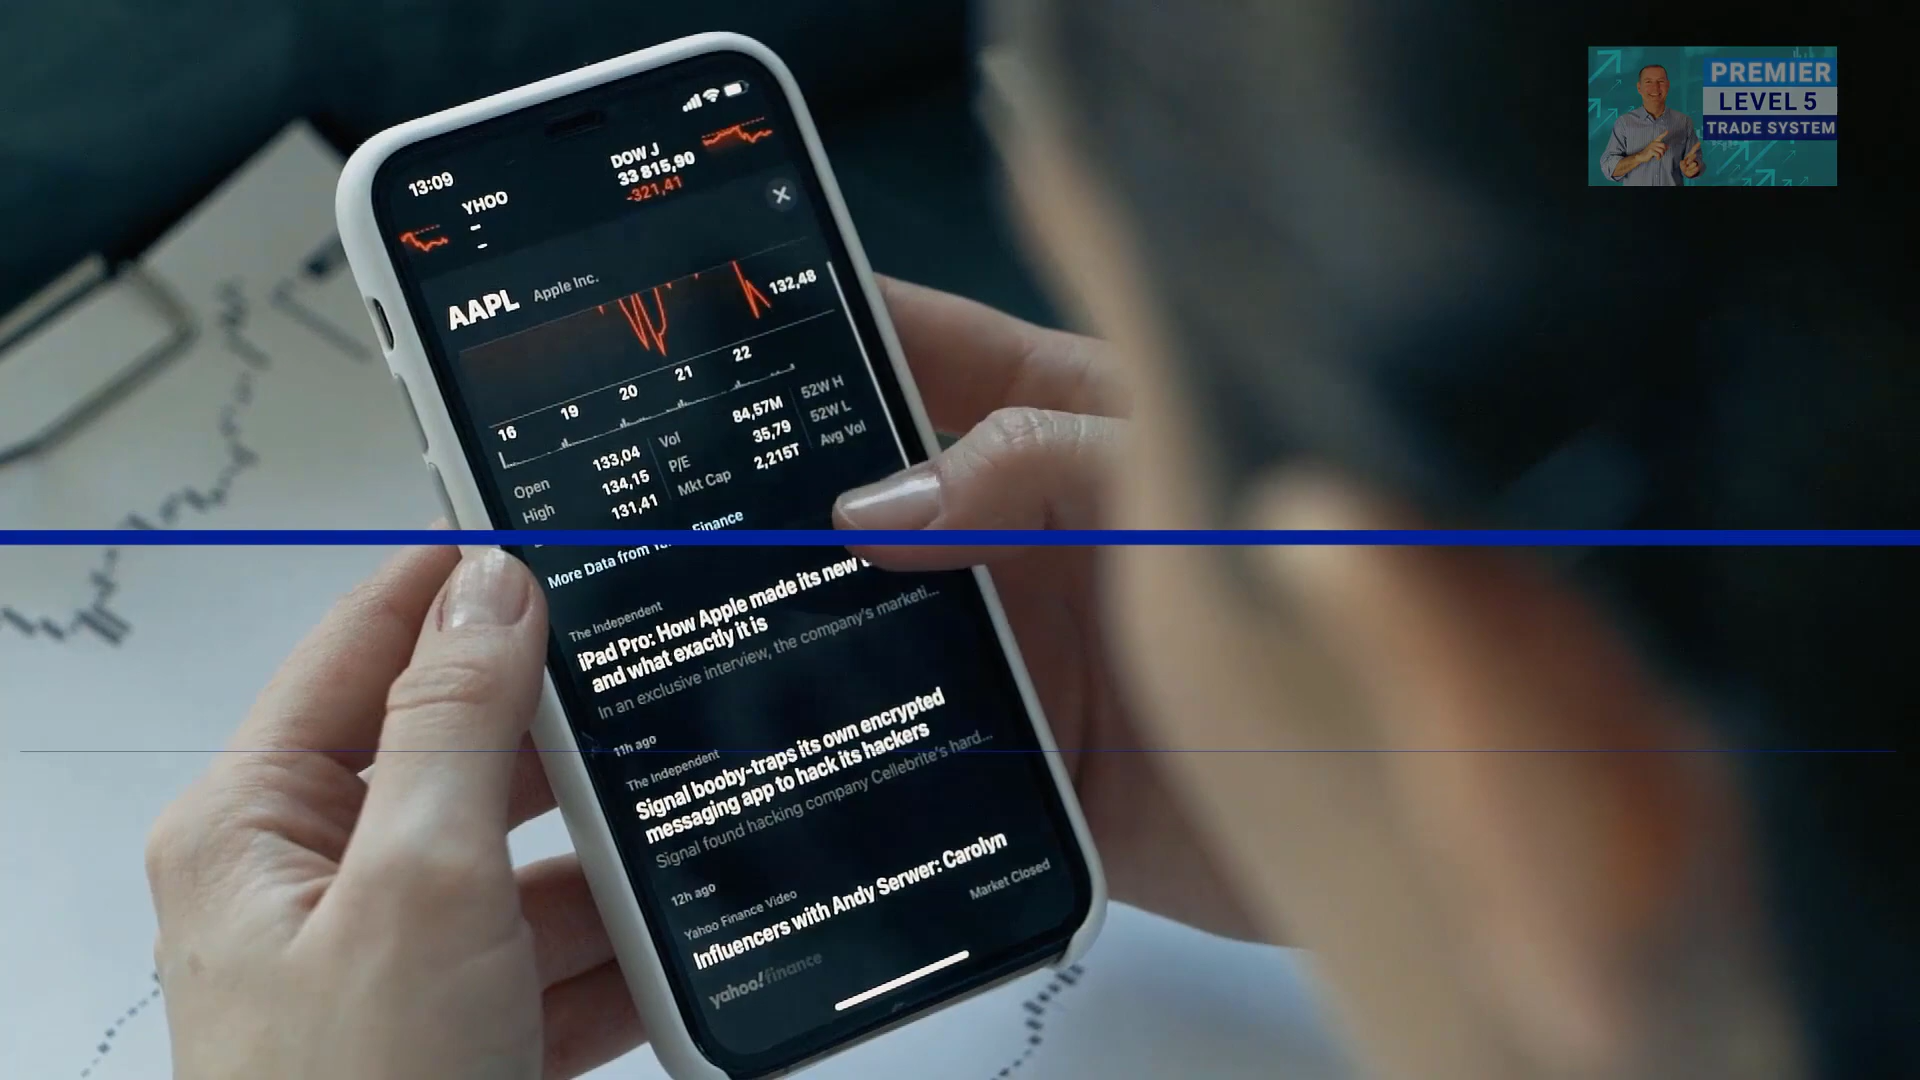 PREMIER
LEVEL 5
TRADE SYSTEM
13:09
YHOO
-
-
DOW J
33 815,90
-321,41
AAPL Apple Inc.
132,48
16 19 20 21 22
Open 133,04
High 134,15
131,41
Vol 84,57M
P/E 35,79
Mkt Cap 2,215T
52W H
52W L
Avg Vol
More Data from Finance
The Independent
iPad Pro: How Apple made its new
and what exactly it is
In an exclusive interview, the company's marketi...
11h ago
The Independent
Signal booby-traps its own encrypted
messaging app to hack its hackers
Signal found hacking company Cellebrite's hard...
12h ago
Yahoo Finance Video
Influencers with Andy Serwer: Carolyn
yahoo!finance
Market Closed